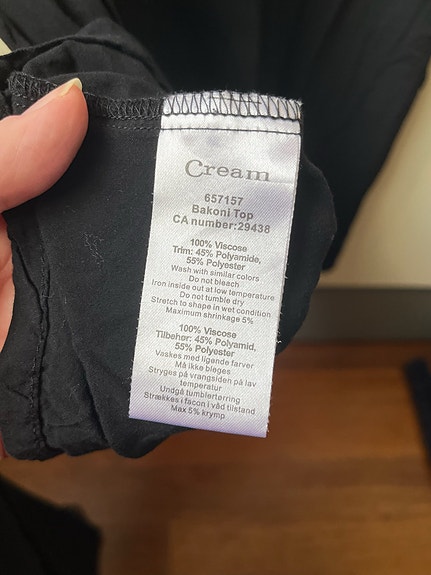 Cream
657157
Bakoni Top
CA number:29438
100% Viscose
Trim: 45% Polyamide,
55% Polyester
Wash with similar colors
Do not bleach
Iron inside out at low temperature
Do not tumble dry
Stretch to shape in wet condition
Maximum shrinkage 5%
100% Viscose
Tilbehør: 45% Polyamid,
55% Polyester
Vaskes med ligende farver
Må ikke bleges
Stryges på vrangsiden på lav
temperatur
Undgå tumblertørring
Strækkes i facon i våd tilstand
Max 5% krymp